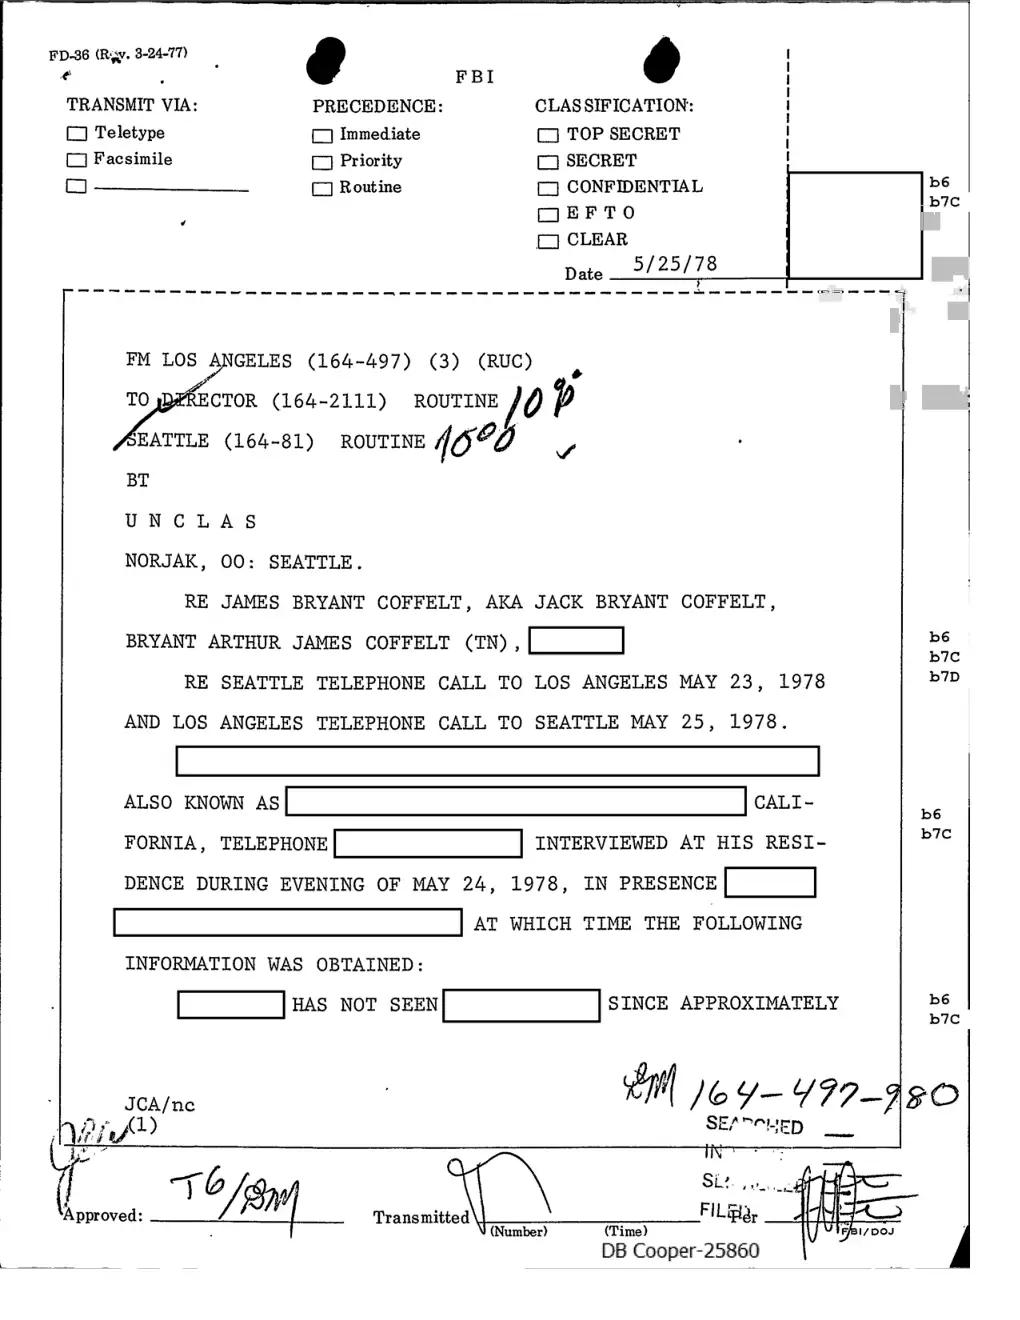 FD-36 (Rev. 3-24-77)
FBI
TRANSMIT VIA:
Teletype
Facsimile
PRECEDENCE:
Immediate
Priority
Routine
CLASSIFICATION:
TOP SECRET
SECRET
CONFIDENTIAL
E F T O
CLEAR
Date 5/25/78
b6
b7C
FM LOS ANGELES (164-497) (3) (RUC)
TO DIRECTOR (164-2111) ROUTINE
SEATTLE (164-81) ROUTINE
BT
U N C L A S
NORJAK, OO: SEATTLE.
RE JAMES BRYANT COFFELT, AKA JACK BRYANT COFFELT,
BRYANT ARTHUR JAMES COFFELT (TN),
b6
b7C
b7D
RE SEATTLE TELEPHONE CALL TO LOS ANGELES MAY 23, 1978
AND LOS ANGELES TELEPHONE CALL TO SEATTLE MAY 25, 1978.
ALSO KNOWN AS CALI-
b6
b7C
FORNIA, TELEPHONE INTERVIEWED AT HIS RESI-
DENCE DURING EVENING OF MAY 24, 1978, IN PRESENCE
AT WHICH TIME THE FOLLOWING
INFORMATION WAS OBTAINED:
HAS NOT SEEN SINCE APPROXIMATELY
b6
b7C
164-497-980
JCA/nc
(1)
SEARCHED
FILED
Approved:
Transmitted
(Number)
(Time)
Per
FBI/DOJ
DB Cooper-25860